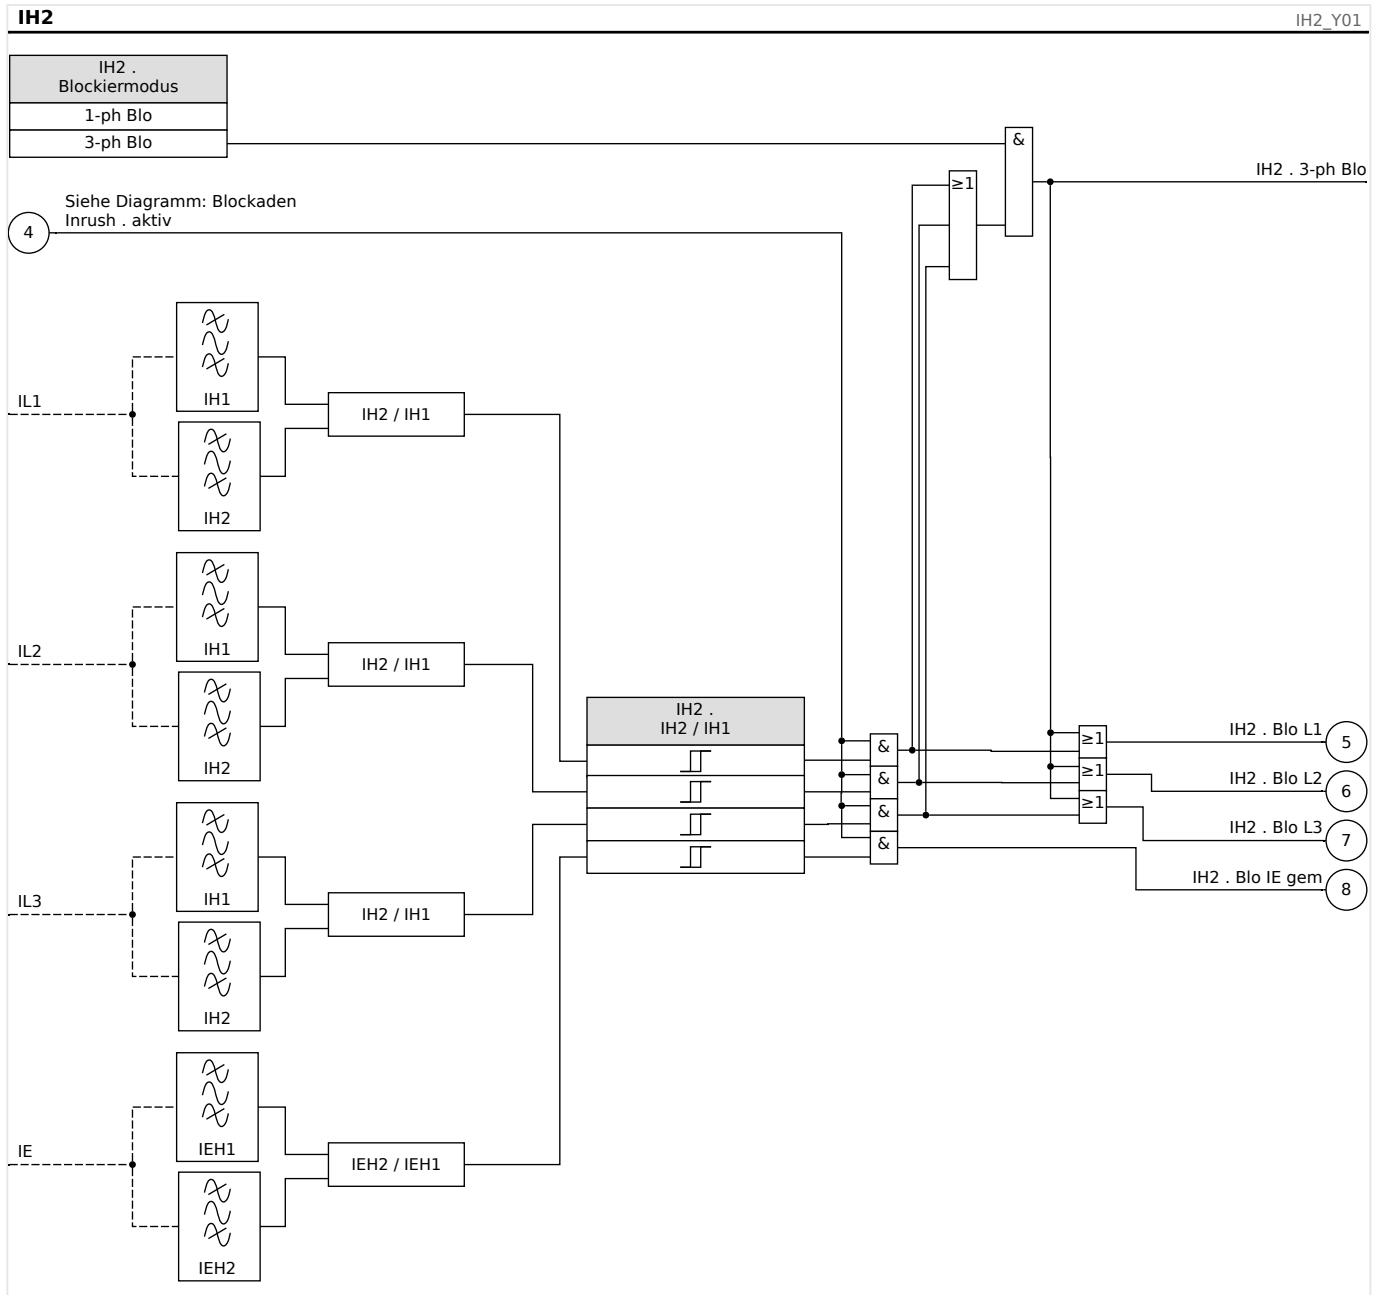 IH2
IH2_Y01
IH2 .
Blockiermodus
1-ph Blo
3-ph Blo
&
≥1
IH2 . 3-ph Blo
Siehe Diagramm: Blockaden
Inrush . aktiv
4
IL1
IH1
IH2 / IH1
IH2
IL2
IH1
IH2 / IH1
IH2
IH2 .
IH2 / IH1
&
&
&
&
≥1
≥1
≥1
IH2 . Blo L1
5
IH2 . Blo L2
6
IH2 . Blo L3
7
IH2 . Blo IE gem
8
IL3
IH1
IH2 / IH1
IH2
IE
IEH1
IEH2 / IEH1
IEH2